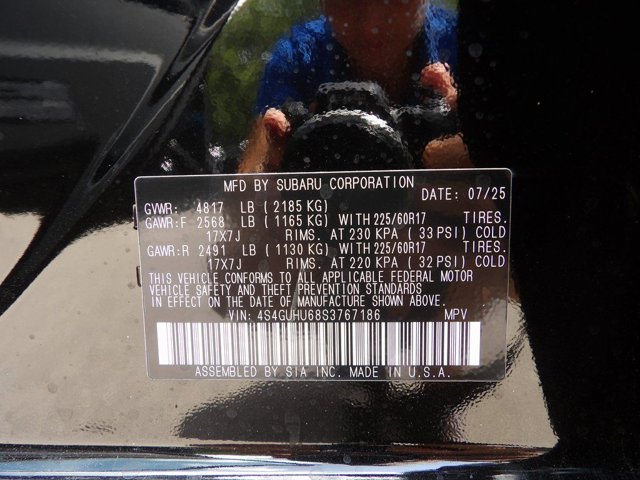 MFD BY SUBARU CORPORATION
DATE: 07/25
GVWR: 4817 LB (2185 KG)
GAWR:F 2568 LB (1165 KG) WITH 225/60R17 TIRES.
17X7J RIMS. AT 230 KPA (33 PSI) COLD
GAWR:R 2491 LB (1130 KG) WITH 225/60R17 TIRES.
17X7J RIMS. AT 220 KPA (32 PSI) COLD
THIS VEHICLE CONFORMS TO ALL APPLICABLE FEDERAL MOTOR
VEHICLE SAFETY AND THEFT PREVENTION STANDARDS
IN EFFECT ON THE DATE OF MANUFACTURE SHOWN ABOVE.
VIN: 4S4GUHU68S3767186 MPV
ASSEMBLED BY SIA INC. MADE IN U.S.A.